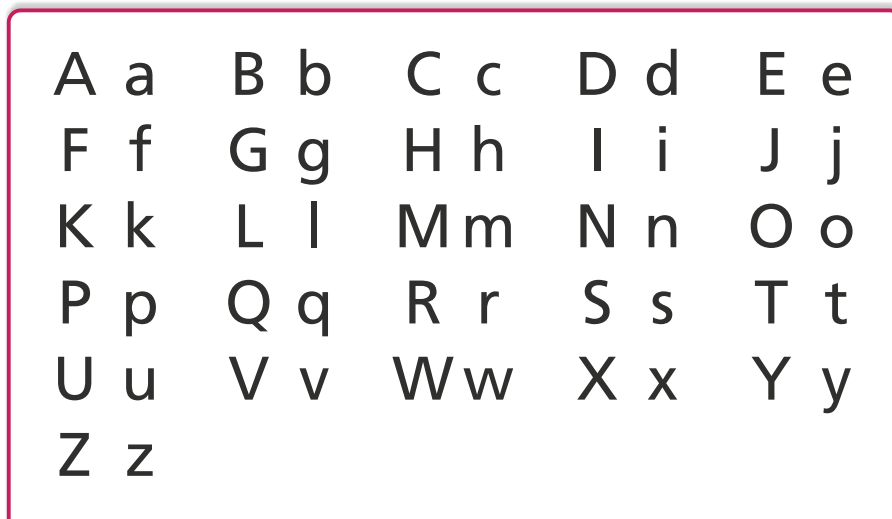 A a B b C c D d E e
F f G g H h I i J j
K k L l M m N n O o
P p Q q R r S s T t
U u V v W w X x Y y
Z z